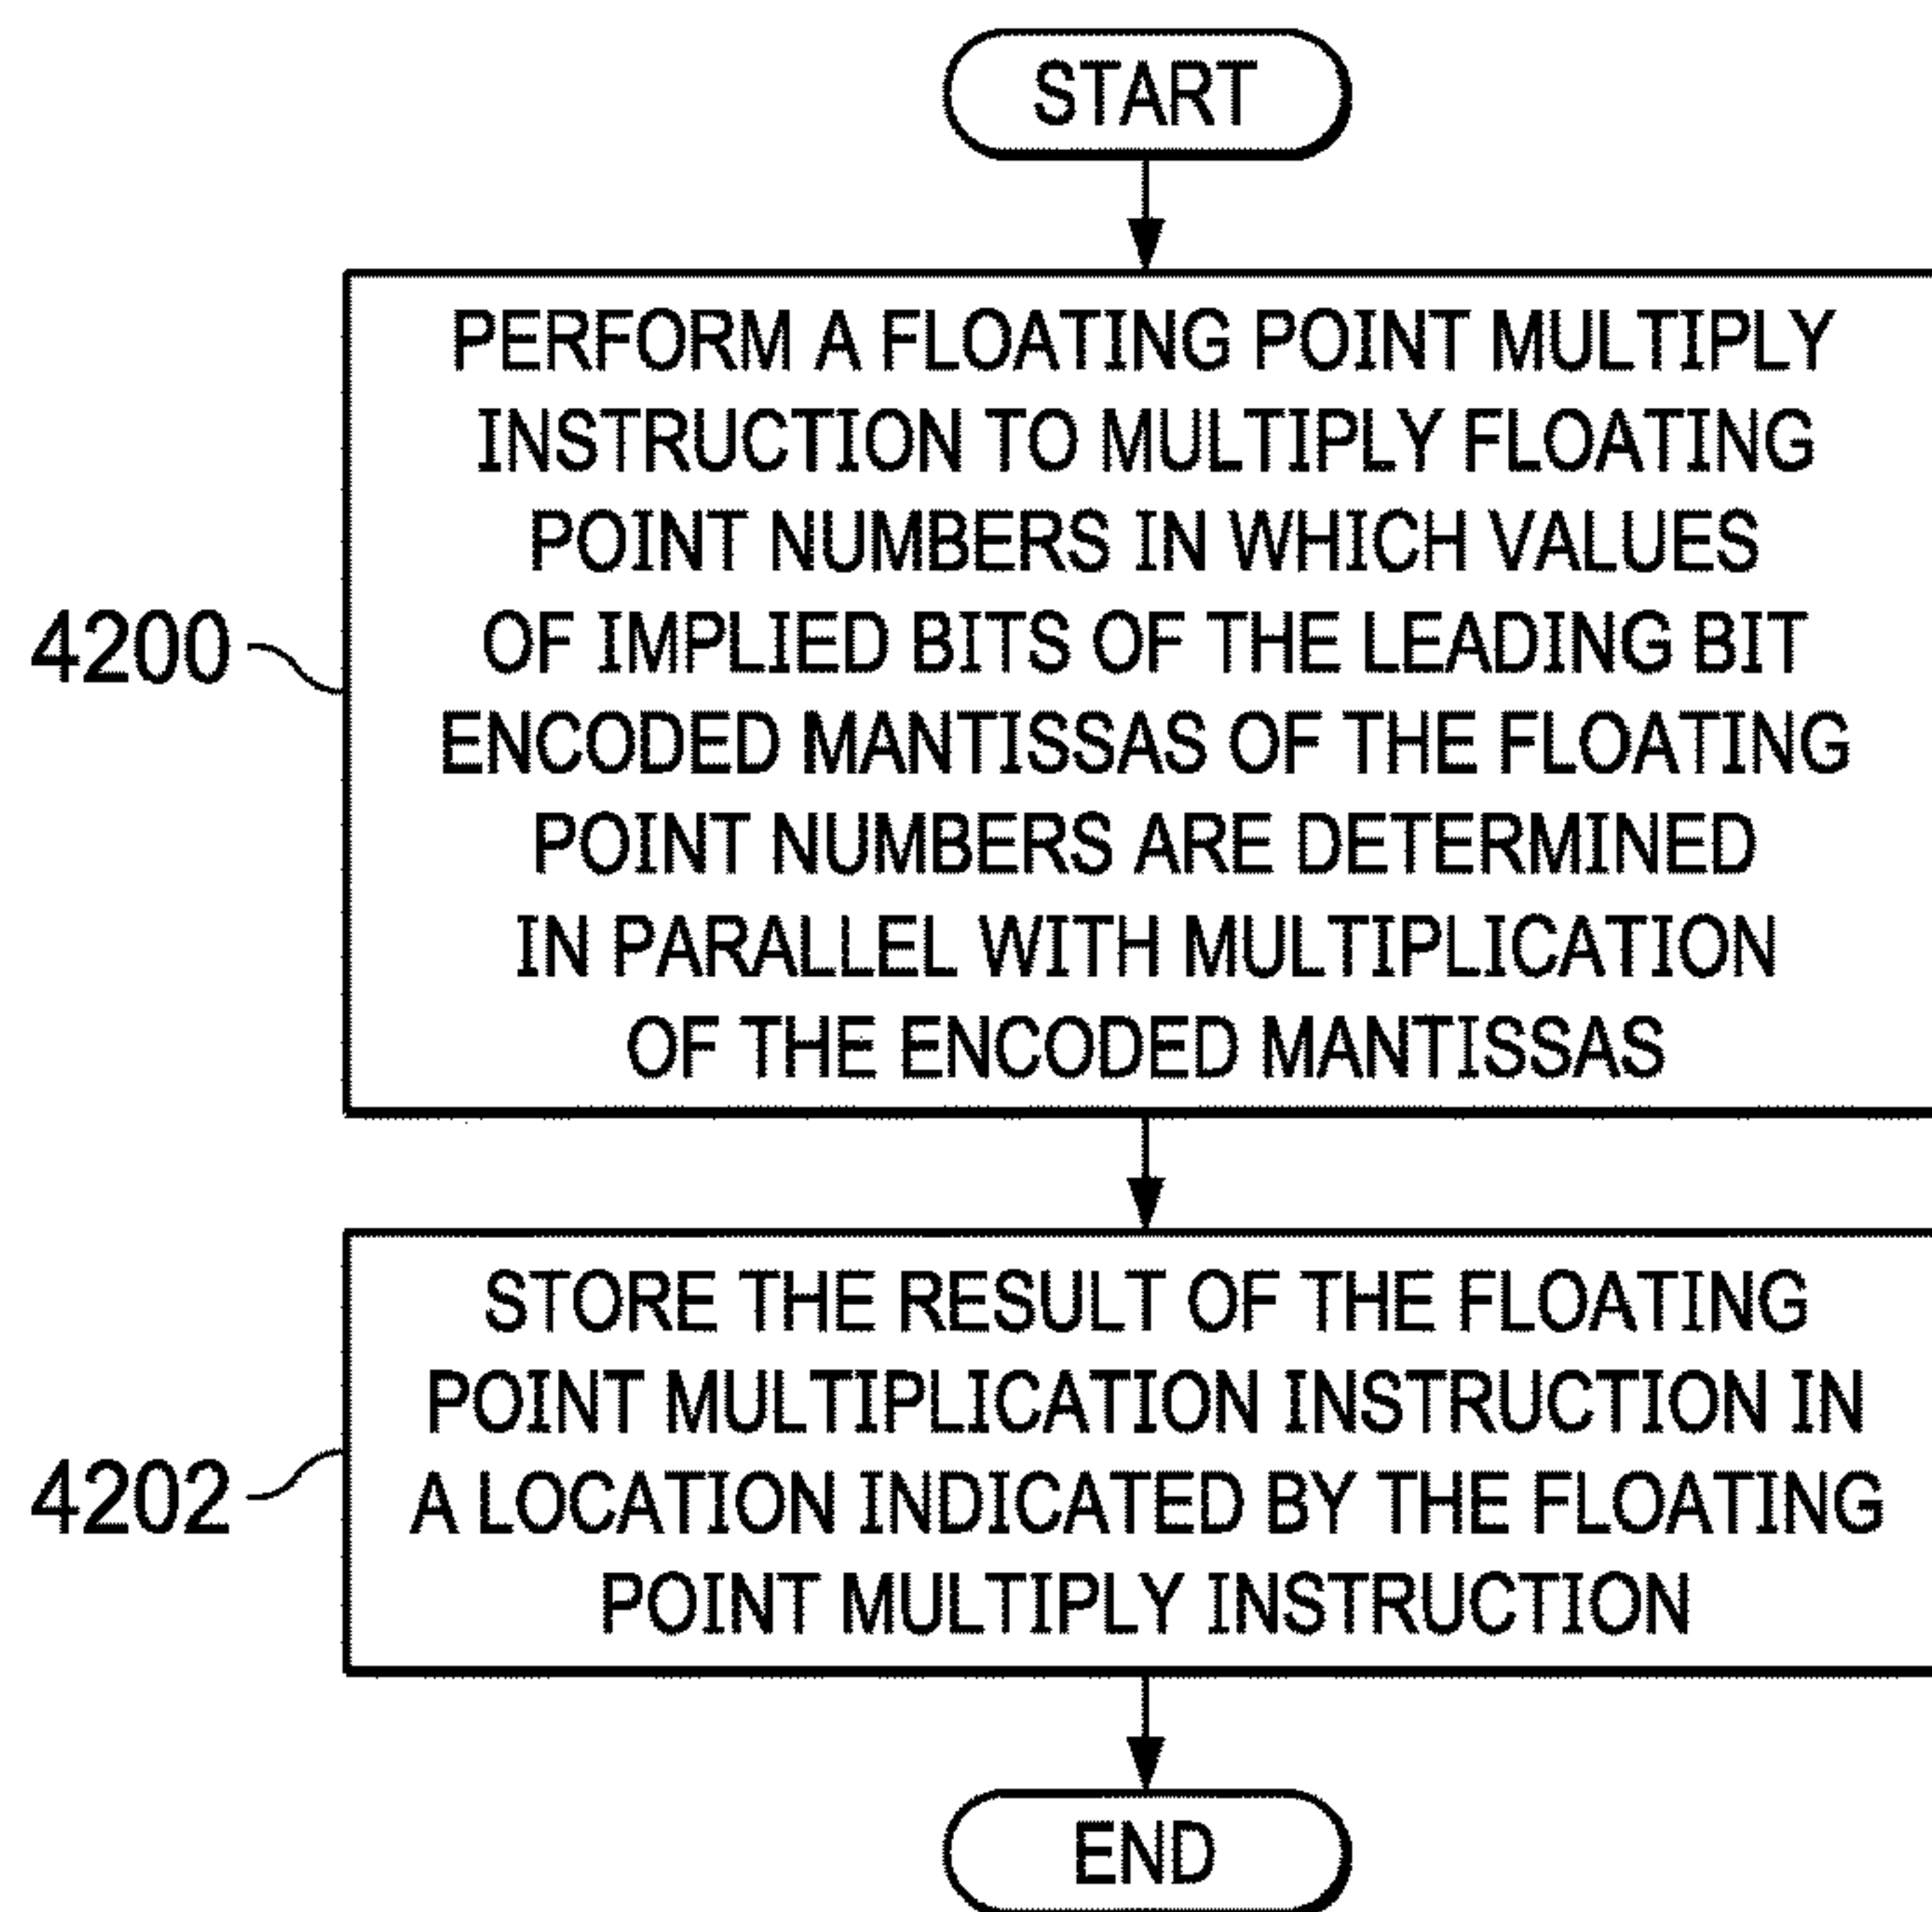 START
PERFORM A FLOATING POINT MULTIPLY
INSTRUCTION TO MULTIPLY FLOATING
POINT NUMBERS IN WHICH VALUES
OF IMPLIED BITS OF THE LEADING BIT
4200
ENCODED MANTISSAS OF THE FLOATING
POINT NUMBERS ARE DETERMINED
IN PARALLEL WITH MULTIPLICATION
OF THE ENCODED MANTISSAS
STORE THE RESULT OF THE FLOATING
POINT MULTIPLICATION INSTRUCTION IN
A LOCATION INDICATED BY THE FLOATING
4202
POINT MULTIPLY INSTRUCTION
END